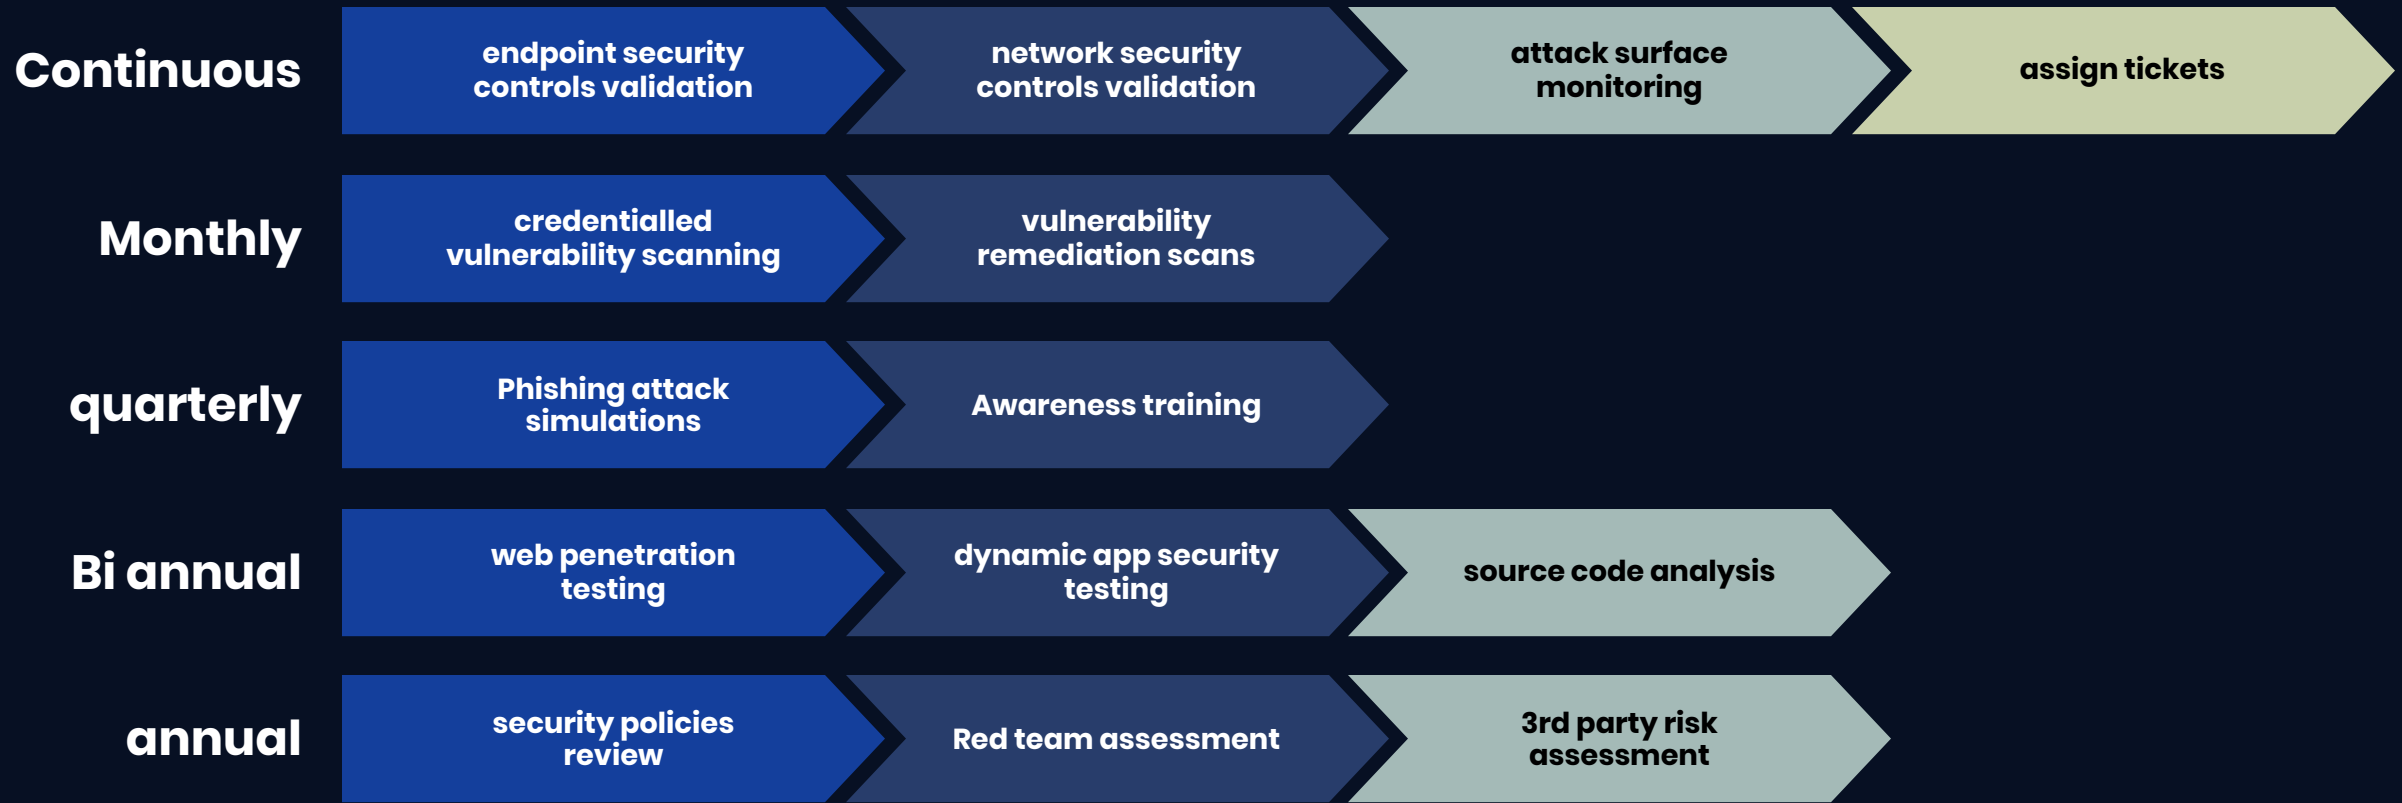 Continuous
endpoint security
controls validation
network security
controls validation
attack surface
monitoring
assign tickets
Monthly
credentialled
vulnerability scanning
vulnerability
remediation scans
quarterly
Phishing attack
simulations
Awareness training
Bi annual
web penetration
testing
dynamic app security
testing
source code analysis
annual
security policies
review
Red team assessment
3rd party risk
assessment